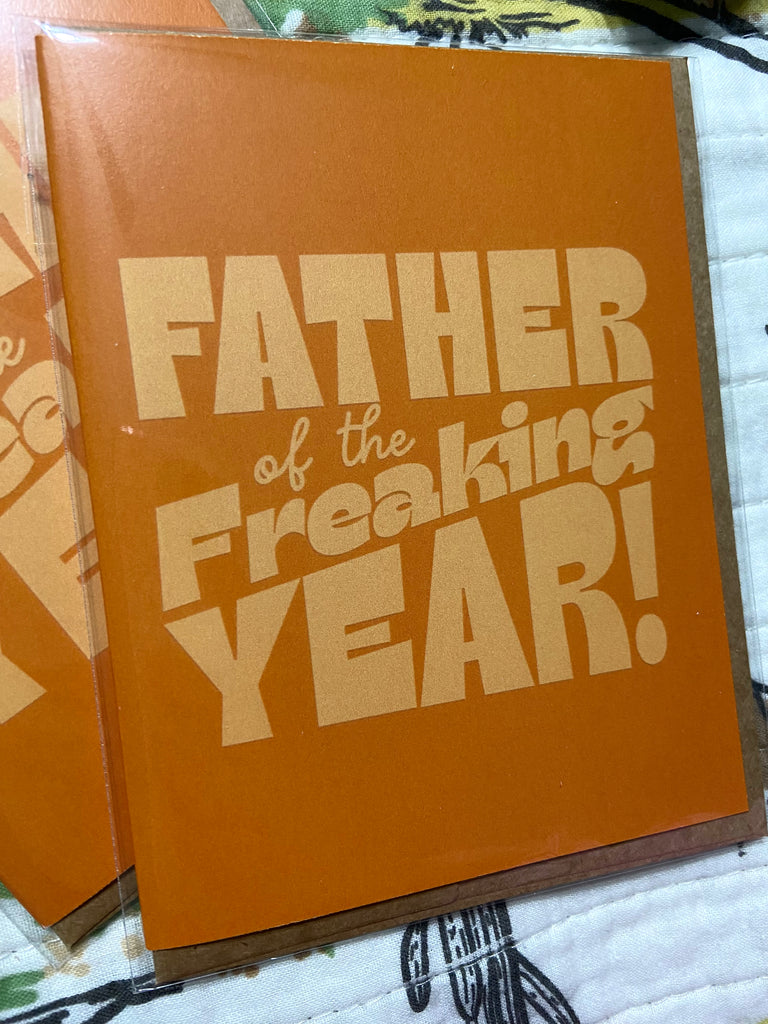 FATHER
of the
Freaking
YEAR!